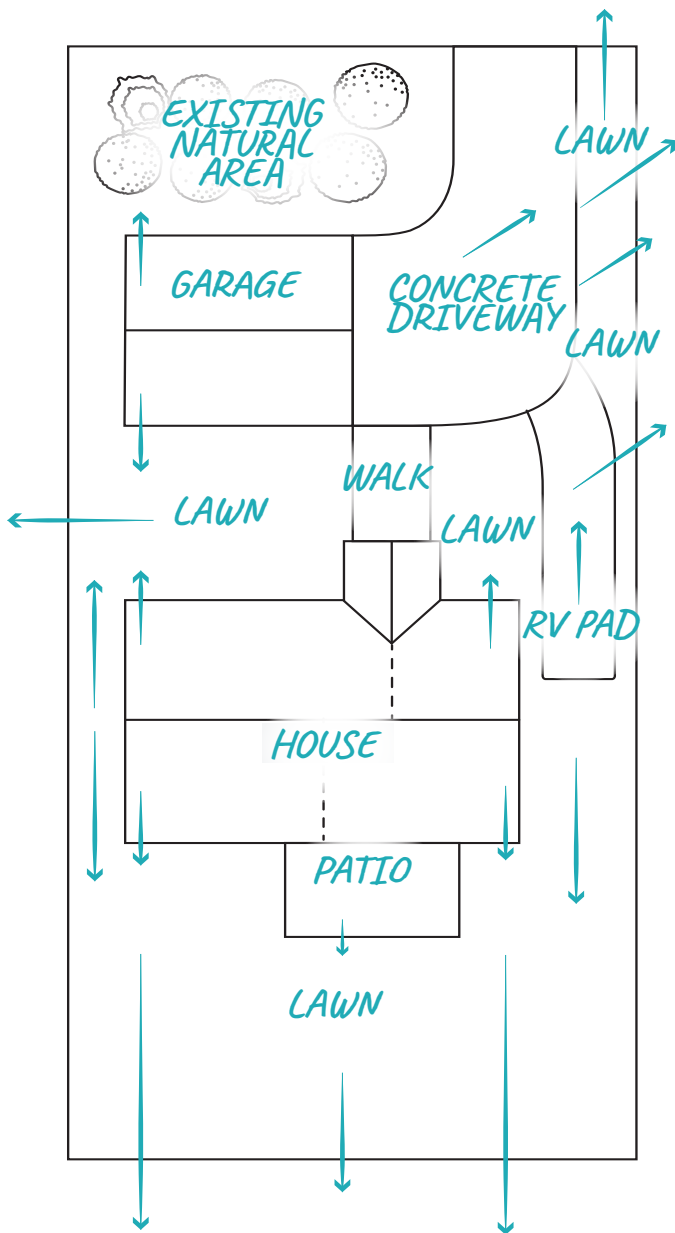 EXISTING
NATURAL
AREA
LAWN
GARAGE
CONCRETE
DRIVEWAY
LAWN
WALK
LAWN
LAWN
RV PAD
HOUSE
PATIO
LAWN